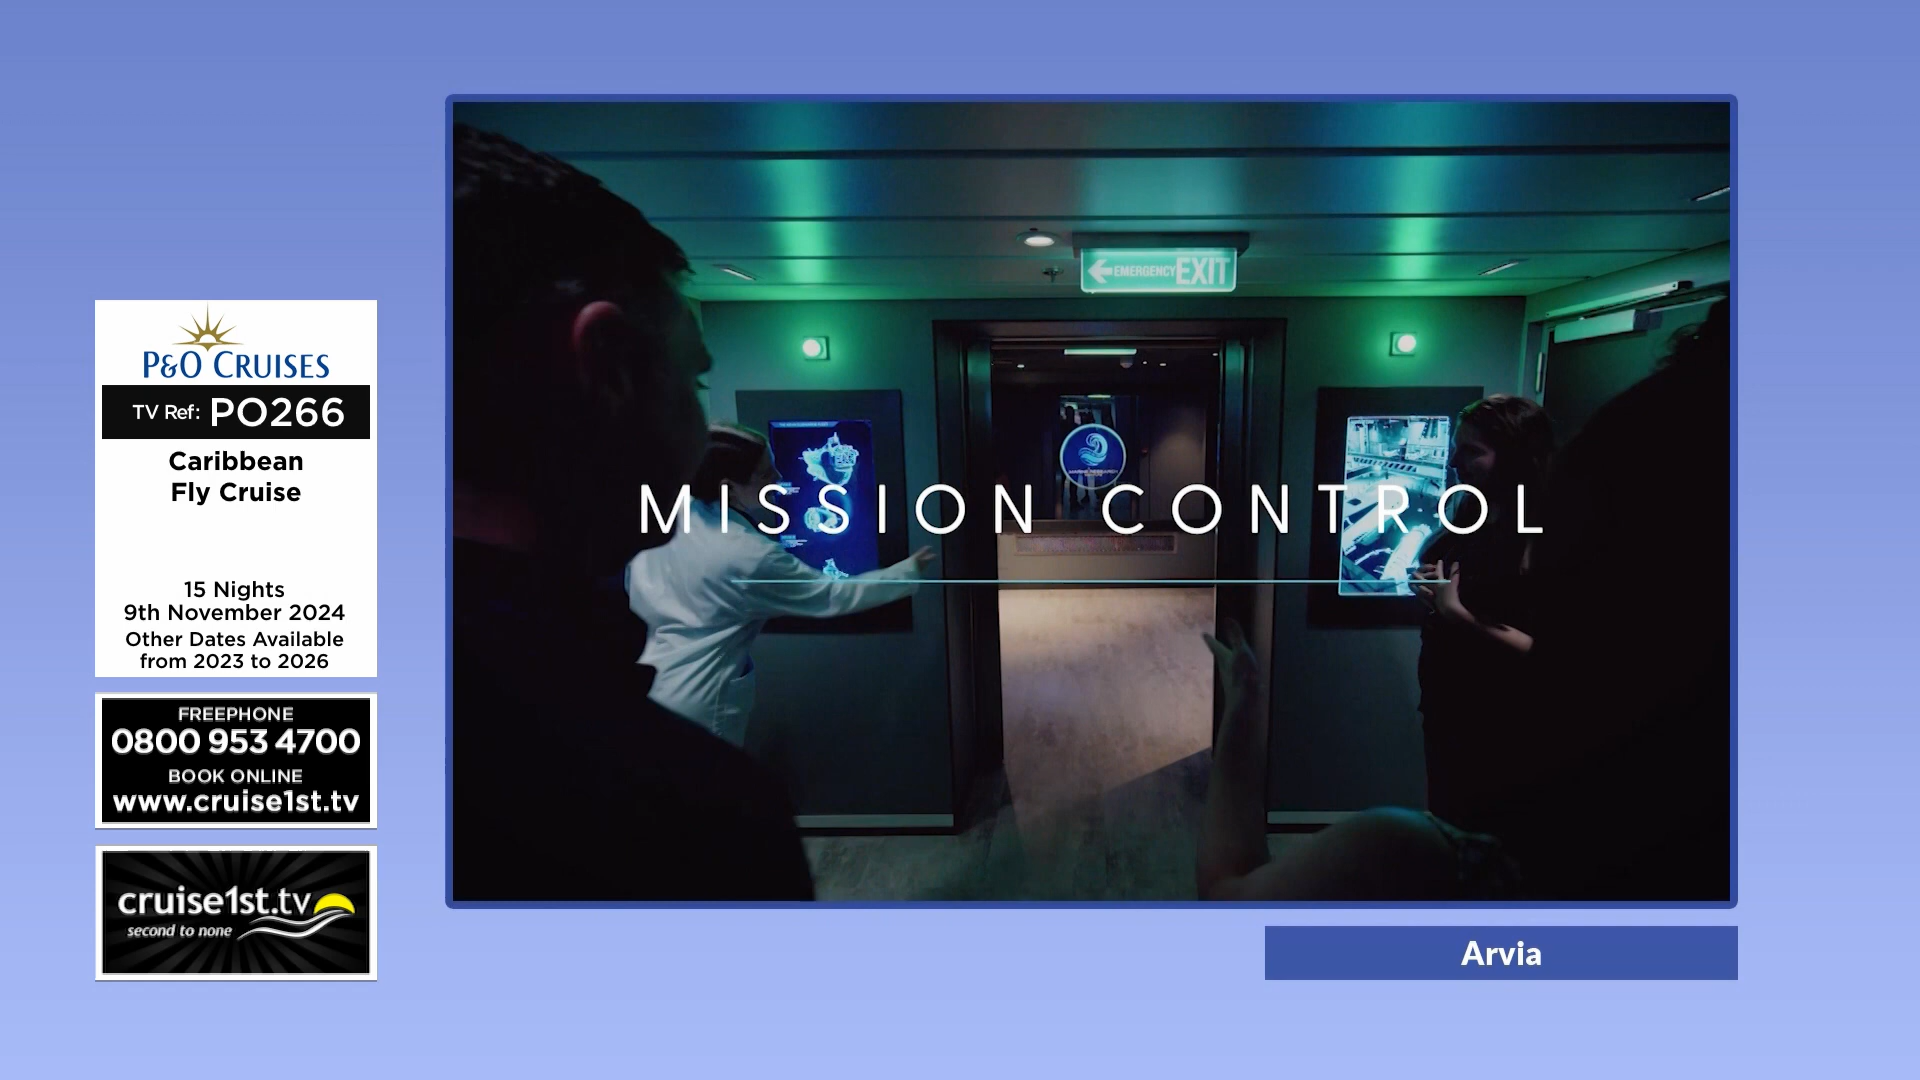 P&O CRUISES
TV Ref: PO266
Caribbean
Fly Cruise
15 Nights
9th November 2024
Other Dates Available
from 2023 to 2026
FREEPHONE
0800 953 4700
BOOK ONLINE
www.cruise1st.tv
cruise1st.tv
second to none
EMERGENCY EXIT
MISSION CONTROL
Arvia